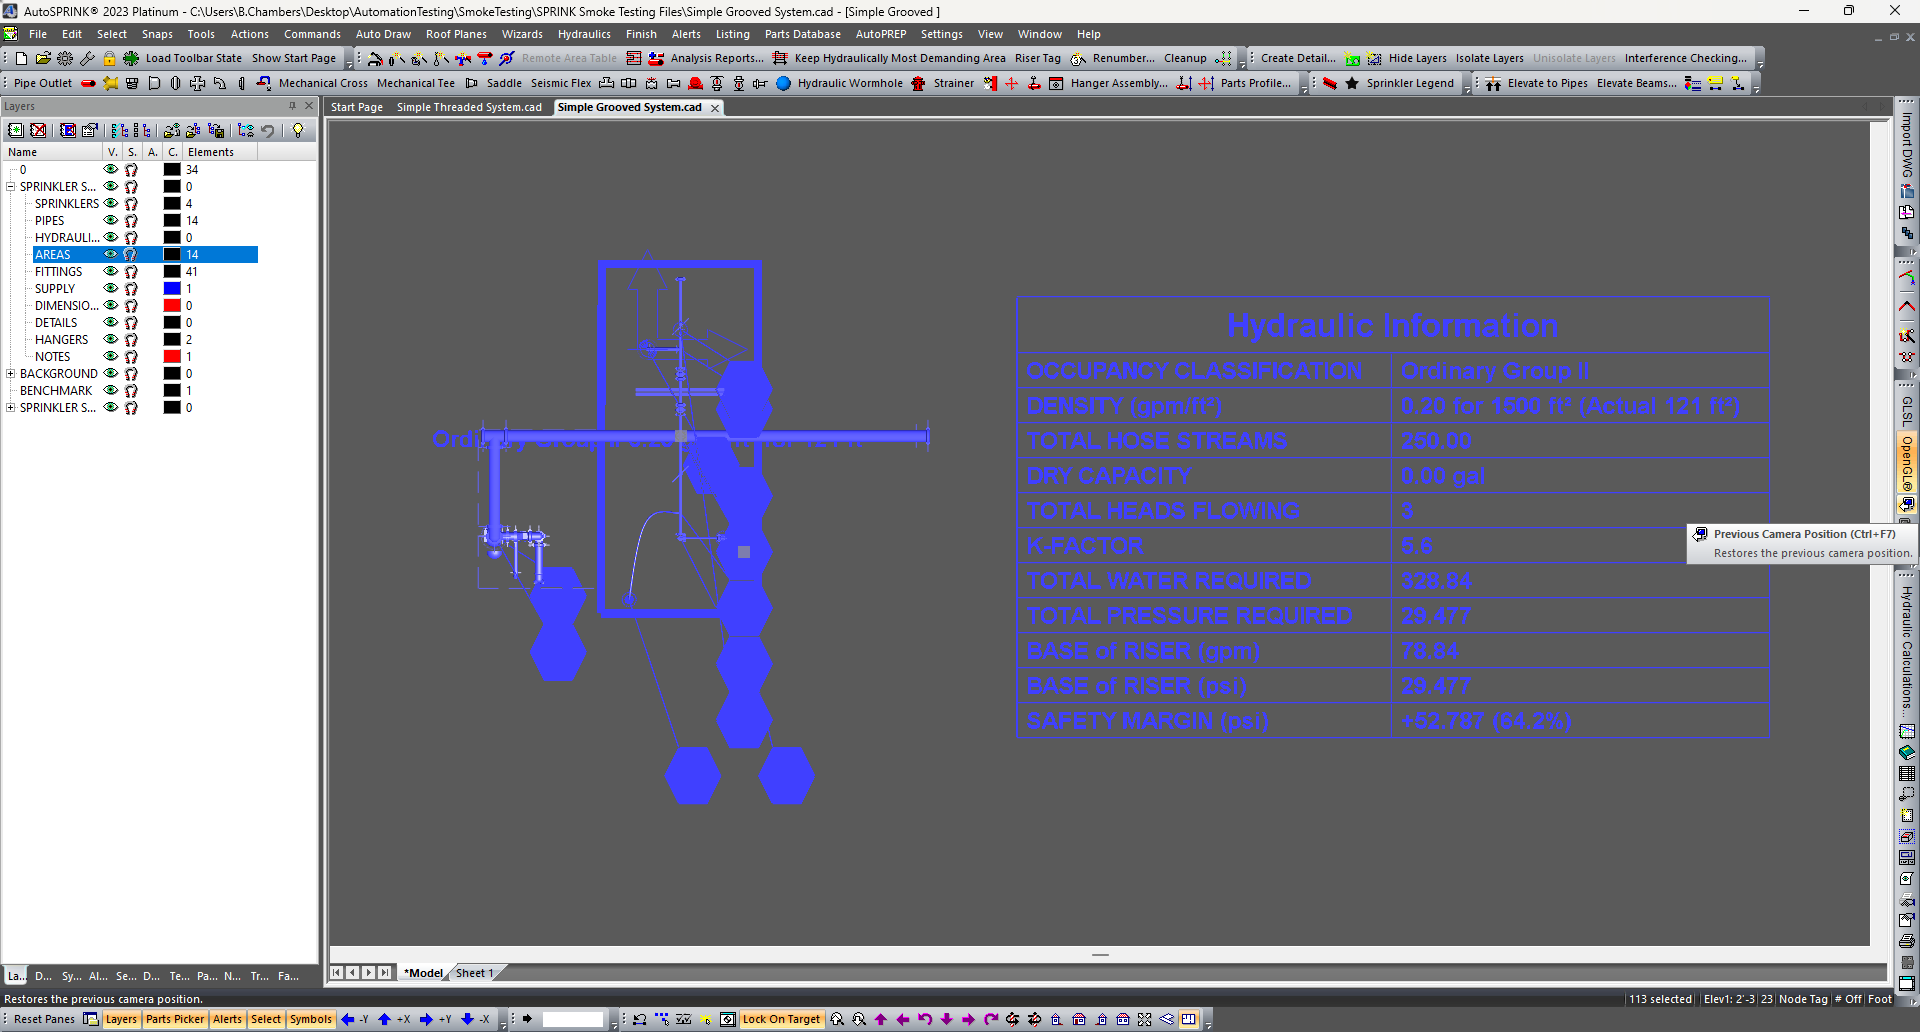 AutoSPRINK® 2023 Platinum - C:\Users\B.Chambers\Desktop\AutomationTesting\SmokeTesting\SPRINK Smoke Testing Files\Simple Grooved System.cad - [Simple Grooved ]
File Edit Select Snaps Tools Actions Commands Auto Draw Roof Planes Wizards Hydraulics Finish Alerts Listing Parts Database AutoPREP Settings View Window Help
Load Toolbar State Show Start Page Remote Area Table Analysis Reports... Keep Hydraulically Most Demanding Area Riser Tag Renumber... Cleanup Create Detail... Hide Layers Isolate Layers Unisolate Layers Interference Checking...
Pipe Outlet Mechanical Cross Mechanical Tee Saddle Seismic Flex Hydraulic Wormhole Strainer Hanger Assembly... Parts Profile... Sprinkler Legend Elevate to Pipes Elevate Beams...
Layers
Start Page Simple Threaded System.cad Simple Grooved System.cad
Name V. S. A. C. Elements
0 34
SPRINKLER S... 0
SPRINKLERS 4
PIPES 14
HYDRAULI... 0
AREAS 14
FITTINGS 41
SUPPLY 1
DIMENSIO... 0
DETAILS 0
HANGERS 2
NOTES 1
BACKGROUND 0
BENCHMARK 1
SPRINKLER S... 0
Hydraulic Information
OCCUPANCY CLASSIFICATION Ordinary Group II
DENSITY (gpm/ft²) 0.20 for 1500 ft² (Actual 121 ft²)
TOTAL HOSE STREAMS 250.00
DRY CAPACITY 0.00 gal
TOTAL HEADS FLOWING 3
K-FACTOR 5.6
TOTAL WATER REQUIRED 328.84
TOTAL PRESSURE REQUIRED 29.477
BASE of RISER (gpm) 78.84
BASE of RISER (psi) 29.477
SAFETY MARGIN (psi) +52.787 (64.2%)
Import DWG
GLSL
OpenGL®
Previous Camera Position (Ctrl+F7)
Restores the previous camera position.
Hydraulic Calculations...
La... D... Sy... Al... Se... D... Te... Pa... N... Tr... Fa...
*Model Sheet 1
Restores the previous camera position.
113 selected Elev1: 2'-3 23 Node Tag # Off Foot
Reset Panes Layers Parts Picker Alerts Select Symbols -Y +X +Y -X Lock On Target